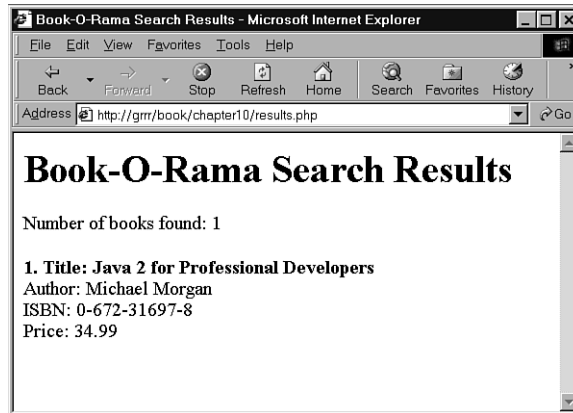 Book-O-Rama Search Results - Microsoft Internet Explorer
File Edit View Favorites Tools Help
Back Forward Stop Refresh Home Search Favorites History
Address http://grrr/book/chapter10/results.php Go
Book-O-Rama Search Results
Number of books found: 1
1. Title: Java 2 for Professional Developers
Author: Michael Morgan
ISBN: 0-672-31697-8
Price: 34.99